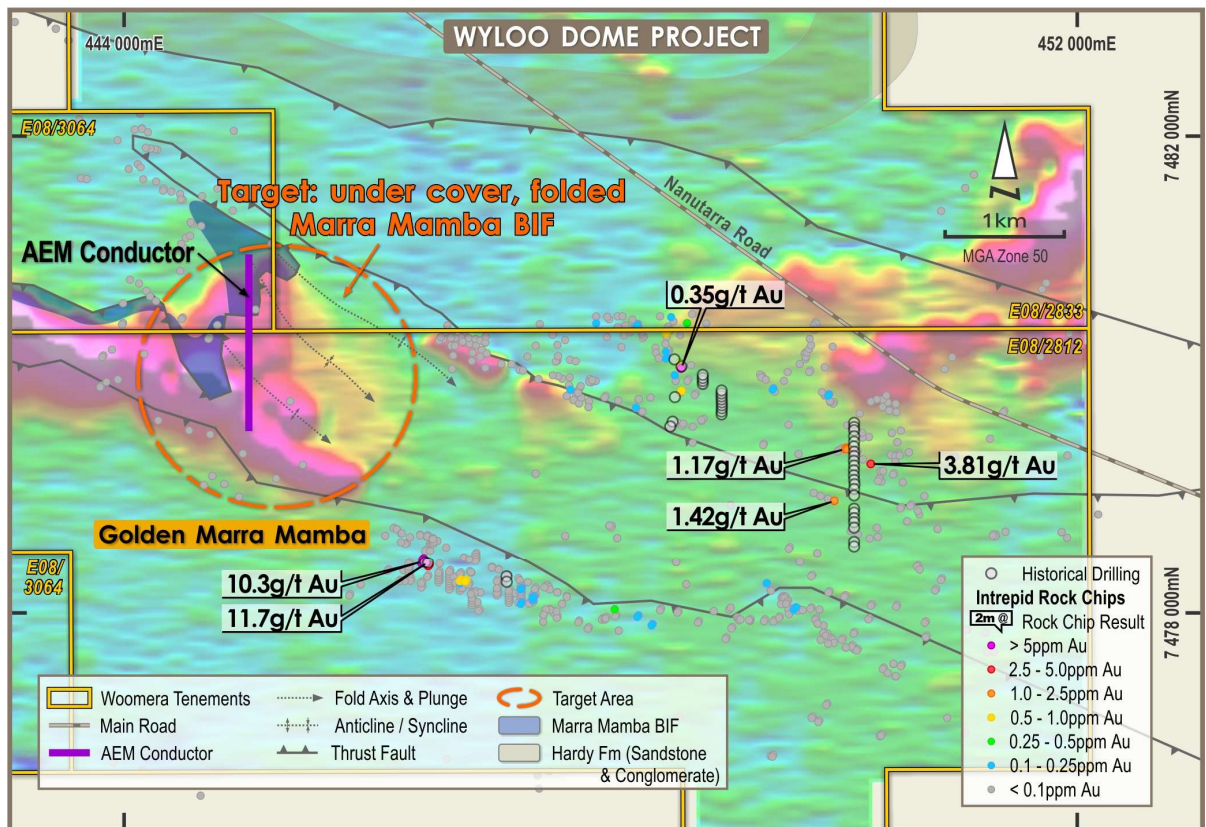 WYLOO DOME PROJECT
444 000mE
452 000mE
7 482 000mN
7 478 000mN
E08/3064
Target: under cover, folded
Marra Mamba BIF
AEM Conductor
Nanutarra Road
N
1km
MGA Zone 50
E08/2833
E08/2812
0.35g/t Au
1.17g/t Au
3.81g/t Au
1.42g/t Au
Golden Marra Mamba
E08/
3064
10.3g/t Au
11.7g/t Au
Woomera Tenements
Main Road
AEM Conductor
Fold Axis & Plunge
Anticline / Syncline
Thrust Fault
Target Area
Marra Mamba BIF
Hardy Fm (Sandstone
& Conglomerate)
Historical Drilling
Intrepid Rock Chips
2m @ Rock Chip Result
> 5ppm Au
2.5 - 5.0ppm Au
1.0 - 2.5ppm Au
0.5 - 1.0ppm Au
0.25 - 0.5ppm Au
0.1 - 0.25ppm Au
< 0.1ppm Au